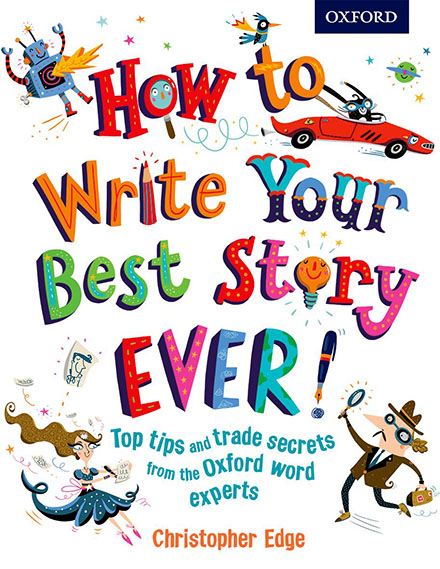 OXFORD
How to
Write Your
Best Story
EVER!
Top tips and trade secrets
from the Oxford word
experts
Christopher Edge